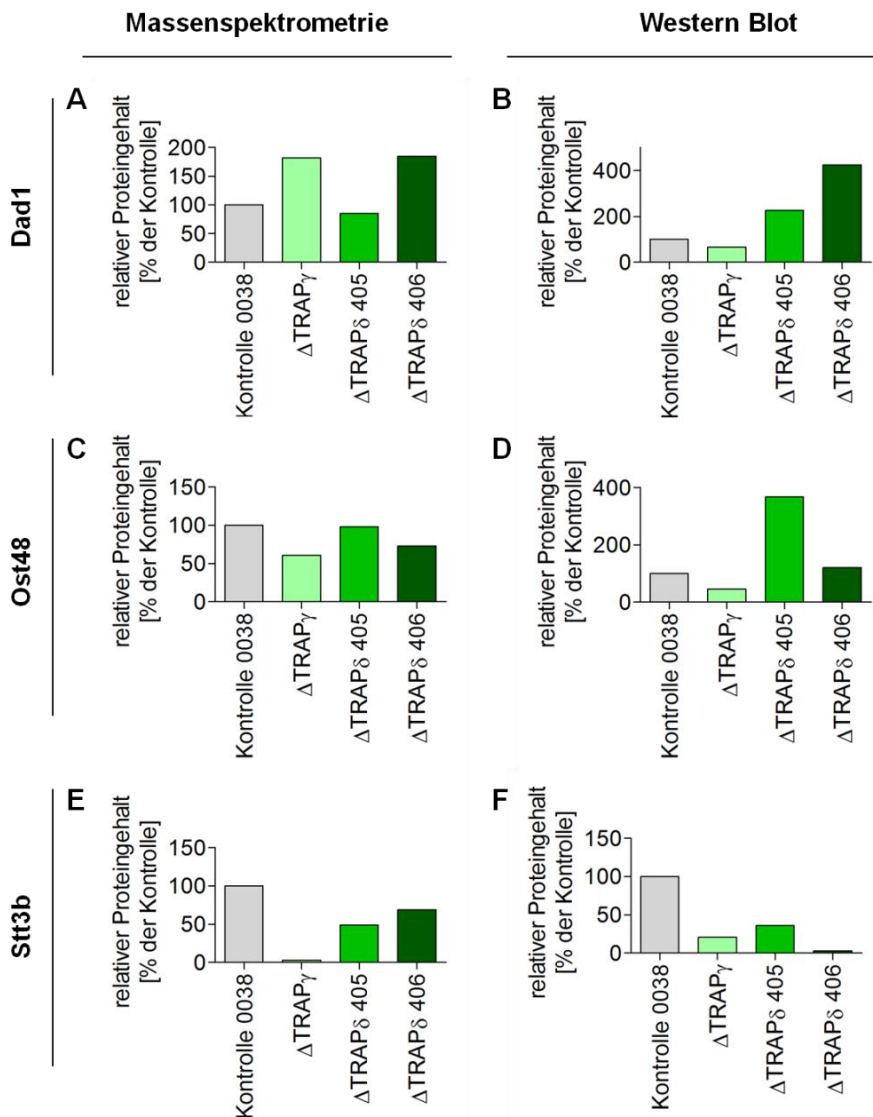 Massenspektrometrie
Western Blot
Dad1
A
relativer Proteingehalt
[% der Kontrolle]
200
150
100
50
0
Kontrolle 0038
ΔTRAPγ
ΔTRAPδ 405
ΔTRAPδ 406
B
relativer Proteingehalt
[% der Kontrolle]
400
200
0
Kontrolle 0038
ΔTRAPγ
ΔTRAPδ 405
ΔTRAPδ 406
Ost48
C
relativer Proteingehalt
[% der Kontrolle]
150
100
50
0
Kontrolle 0038
ΔTRAPγ
ΔTRAPδ 405
ΔTRAPδ 406
D
relativer Proteingehalt
[% der Kontrolle]
400
200
0
Kontrolle 0038
ΔTRAPγ
ΔTRAPδ 405
ΔTRAPδ 406
Stt3b
E
relativer Proteingehalt
[% der Kontrolle]
150
100
50
0
Kontrolle 0038
ΔTRAPγ
ΔTRAPδ 405
ΔTRAPδ 406
F
relativer Proteingehalt
[% der Kontrolle]
150
100
50
0
Kontrolle 0038
ΔTRAPγ
ΔTRAPδ 405
ΔTRAPδ 406